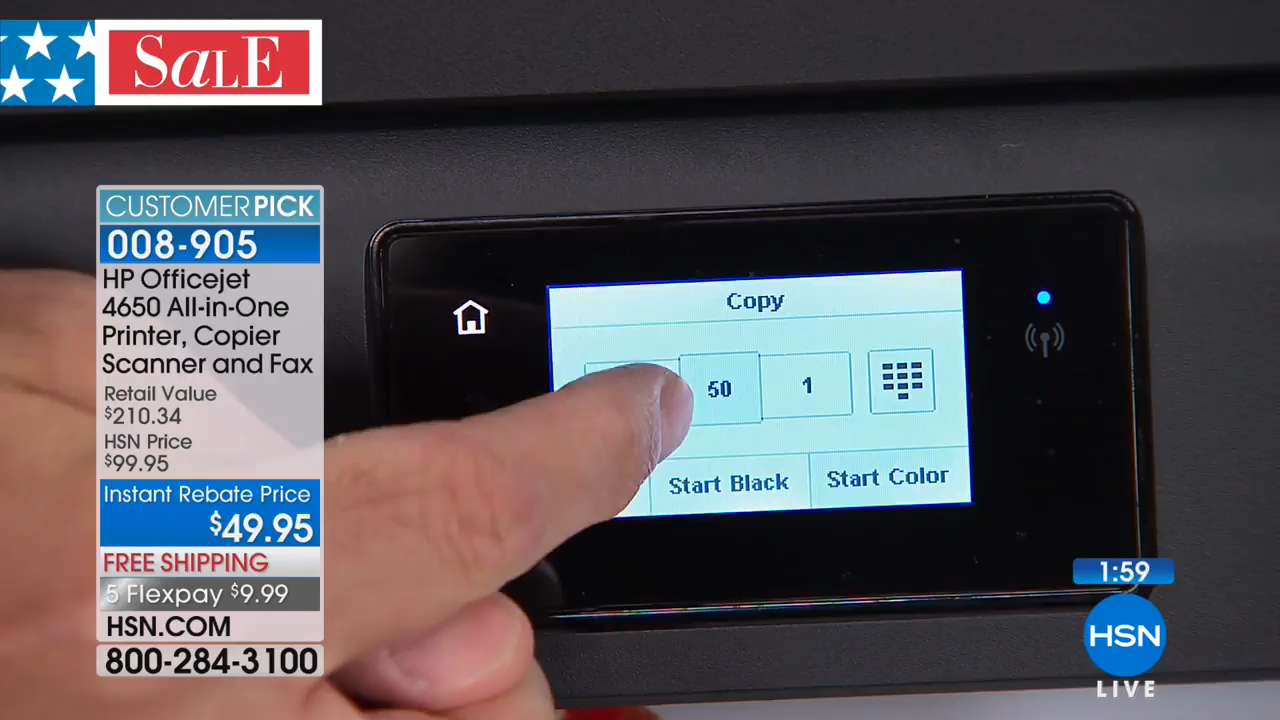 SaLE
CUSTOMER PICK
008-905
HP Officejet
4650 All-in-One
Printer, Copier
Scanner and Fax
Retail Value
$210.34
HSN Price
$99.95
Instant Rebate Price
$49.95
FREE SHIPPING
5 Flexpay $9.99
HSN.COM
800-284-3100
Copy
50
1
Start Black
Start Color
1:59
HSN
LIVE